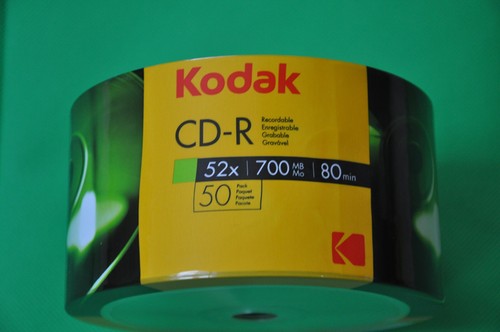 Kodak
CD-R
Recordable
Enregistrable
Grabable
Gravável
52x | 700 MB Mo | 80 min
50
Pack
Paquet
Paquete
Pacote